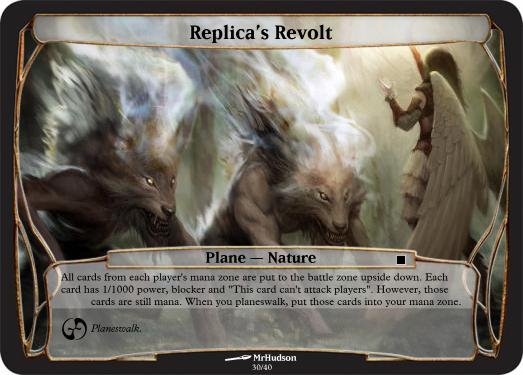 Replica's Revolt
Plane — Nature
All cards from each player's mana zone are put to the battle zone upside down. Each
card has 1/1000 power, blocker and "This card can't attack players". However, those
cards are still mana. When you planeswalk, put those cards into your mana zone.
Planeswalk.
MrHudson
30/40